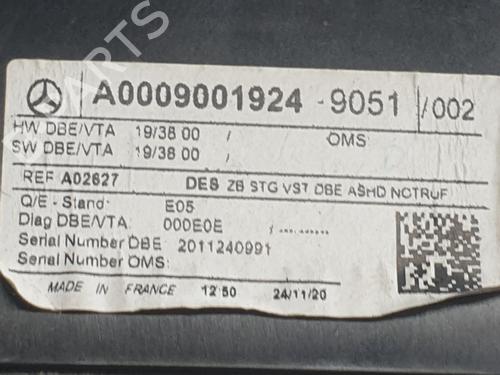 A0009001924 - 9051 /002
HW DBE/VTA 19/38 00 / OMS:
SW DBE/VTA 19/38 00 /
REF A02627 DES ZB STG VS7 DBE ASHD NOTRUF
Q/E - Stand: E05
Diag DBE/VTA: 000E0E /
Serial Number DBE: 2011240991
Serial Number OMS:
MADE IN FRANCE 12:50 24/11/20